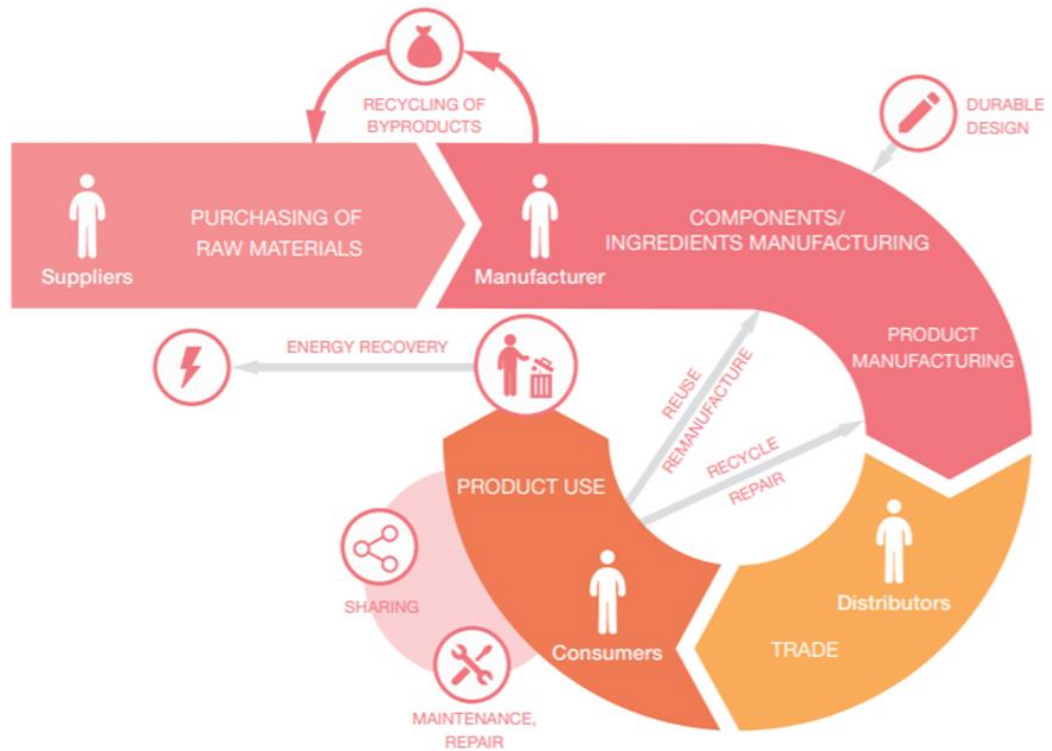 RECYCLING OF
BYPRODUCTS
DURABLE
DESIGN
Suppliers
PURCHASING OF
RAW MATERIALS
Manufacturer
COMPONENTS/
INGREDIENTS MANUFACTURING
PRODUCT
MANUFACTURING
ENERGY RECOVERY
REUSE
REMANUFACTURE
RECYCLE
REPAIR
PRODUCT USE
SHARING
Consumers
Distributors
TRADE
MAINTENANCE,
REPAIR